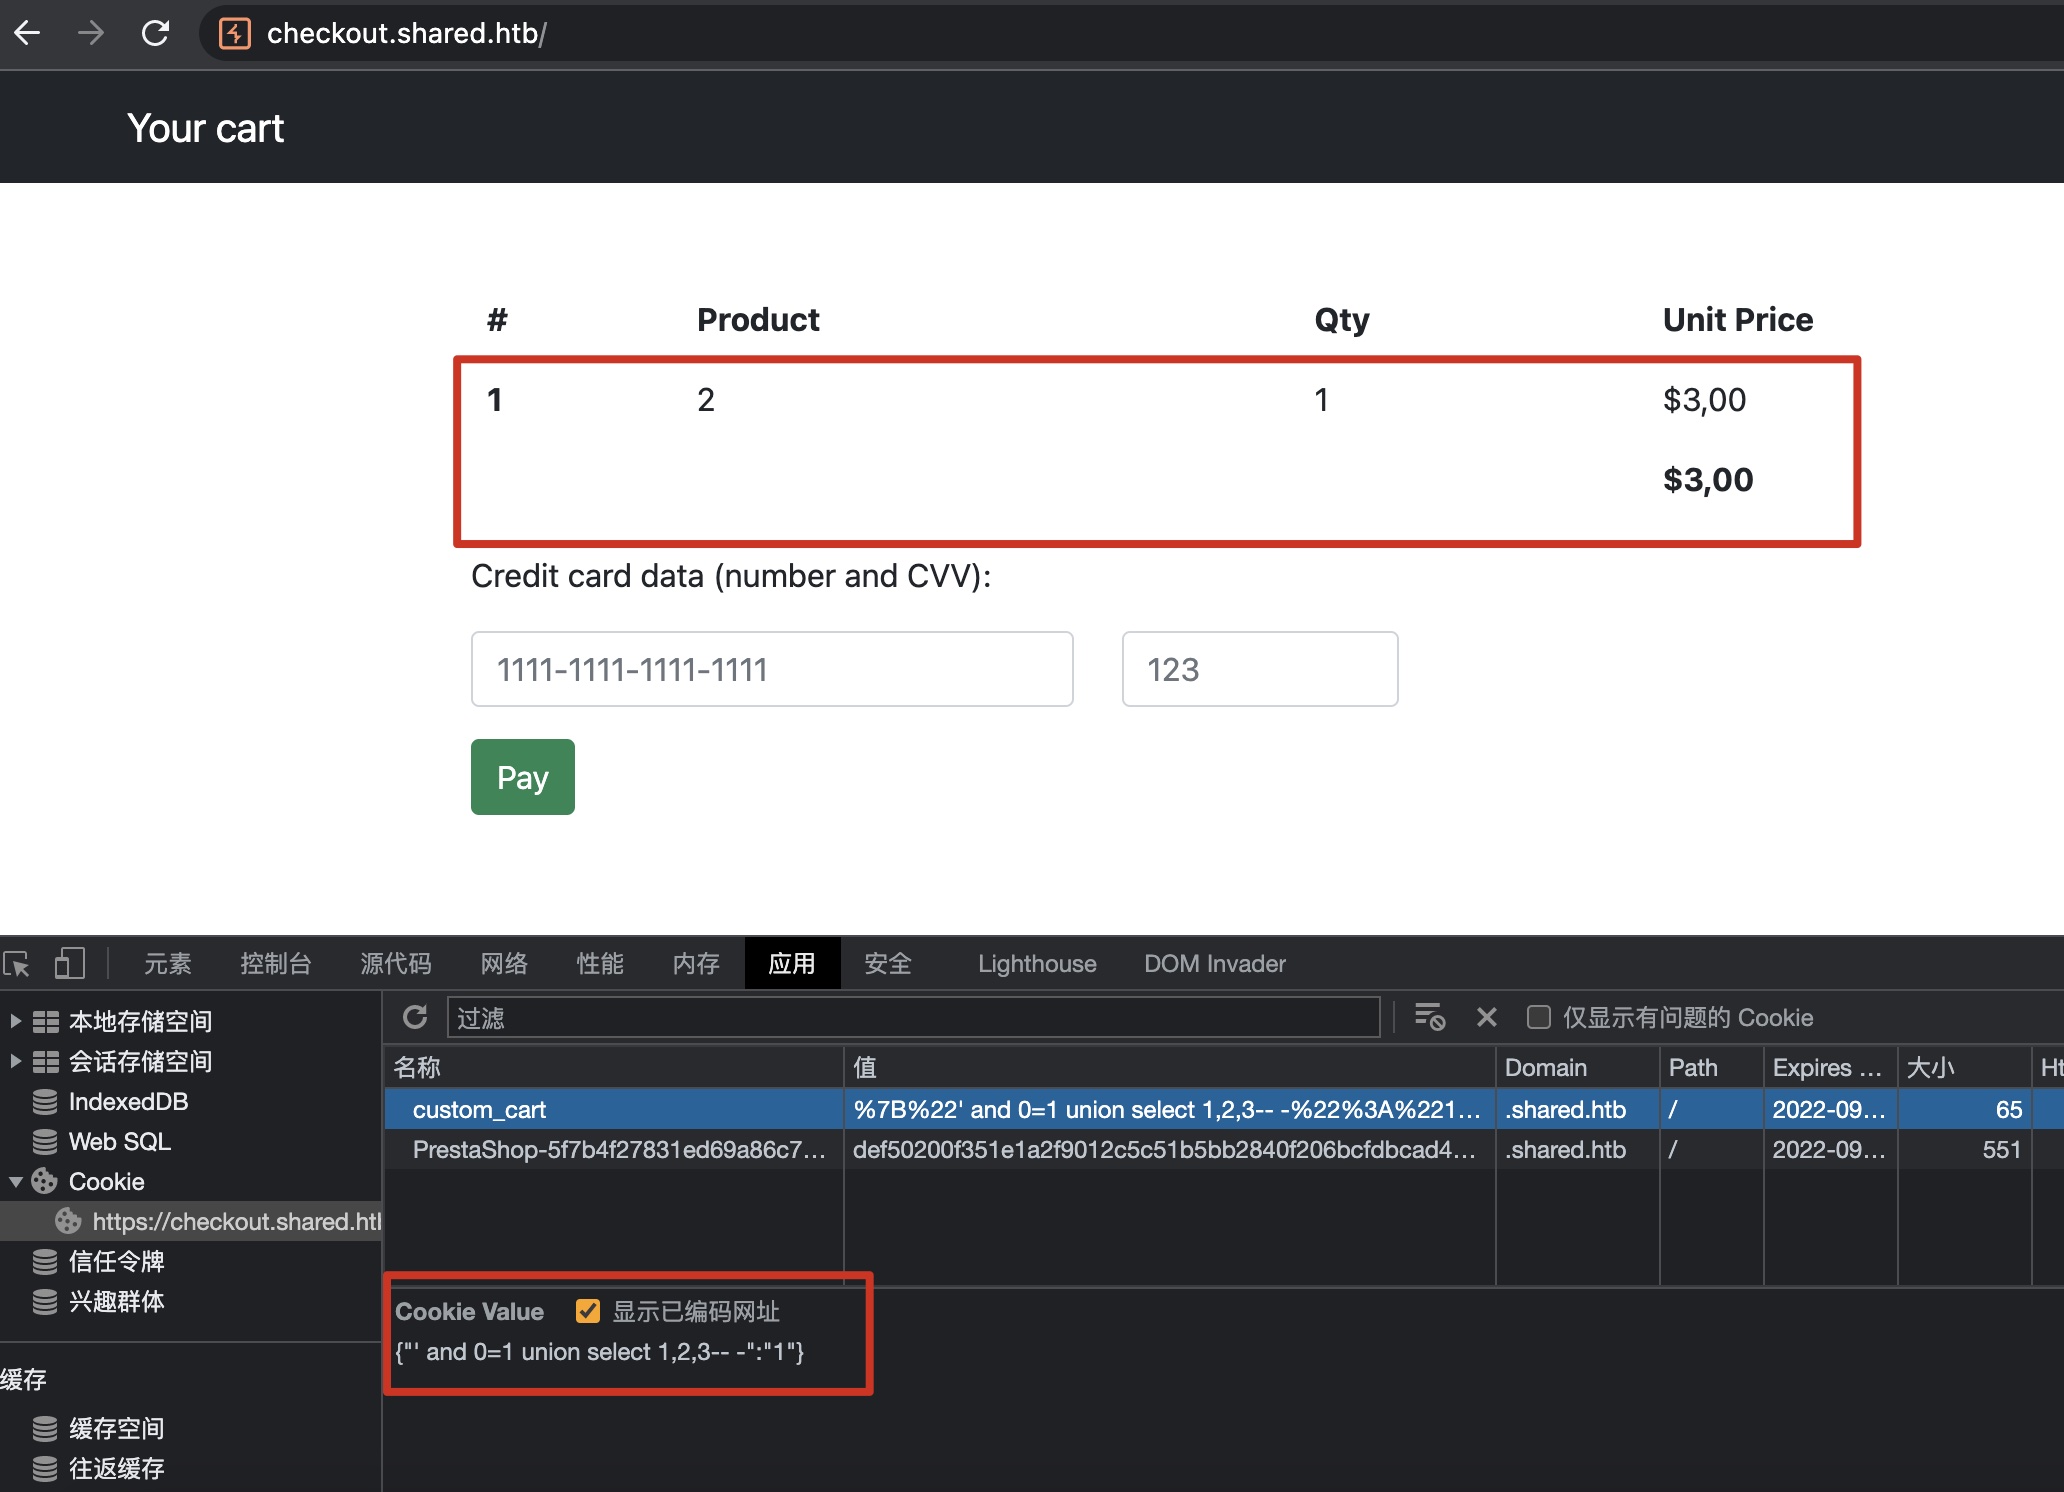 checkout.shared.htb/
Your cart
# Product Qty Unit Price
1 2 1 $3,00
$3,00
Credit card data (number and CVV):
1111-1111-1111-1111 123
Pay
元素 控制台 源代码 网络 性能 内存 应用 安全 Lighthouse DOM Invader
本地存储空间
会话存储空间
IndexedDB
Web SQL
Cookie
https://checkout.shared.htb
信任令牌
兴趣群体
缓存
缓存空间
往返缓存
过滤 仅显示有问题的 Cookie
名称 值 Domain Path Expires ... 大小 Ht
custom_cart %7B%22' and 0=1 union select 1,2,3-- -%22%3A%221... .shared.htb / 2022-09... 65
PrestaShop-5f7b4f27831ed69a86c7... def50200f351e1a2f9012c5c51b5bb2840f206bcfdbcad4... .shared.htb / 2022-09... 551
Cookie Value 显示已编码网址
{"' and 0=1 union select 1,2,3-- -":"1"}